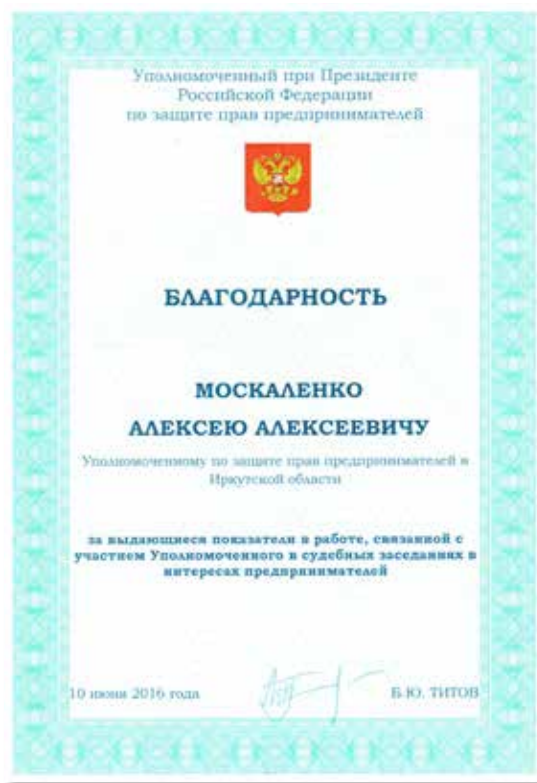 Уполномоченный при Президенте
Российской Федерации
по защите прав предпринимателей
БЛАГОДАРНОСТЬ
МОСКАЛЕНКО
АЛЕКСЕЮ АЛЕКСЕЕВИЧУ
Уполномоченному по защите прав предпринимателей в
Иркутской области
за выдающиеся показатели в работе, связанной с
участием Уполномоченного в судебных заседаниях в
интересах предпринимателей
10 июня 2016 года Б.Ю. ТИТОВ